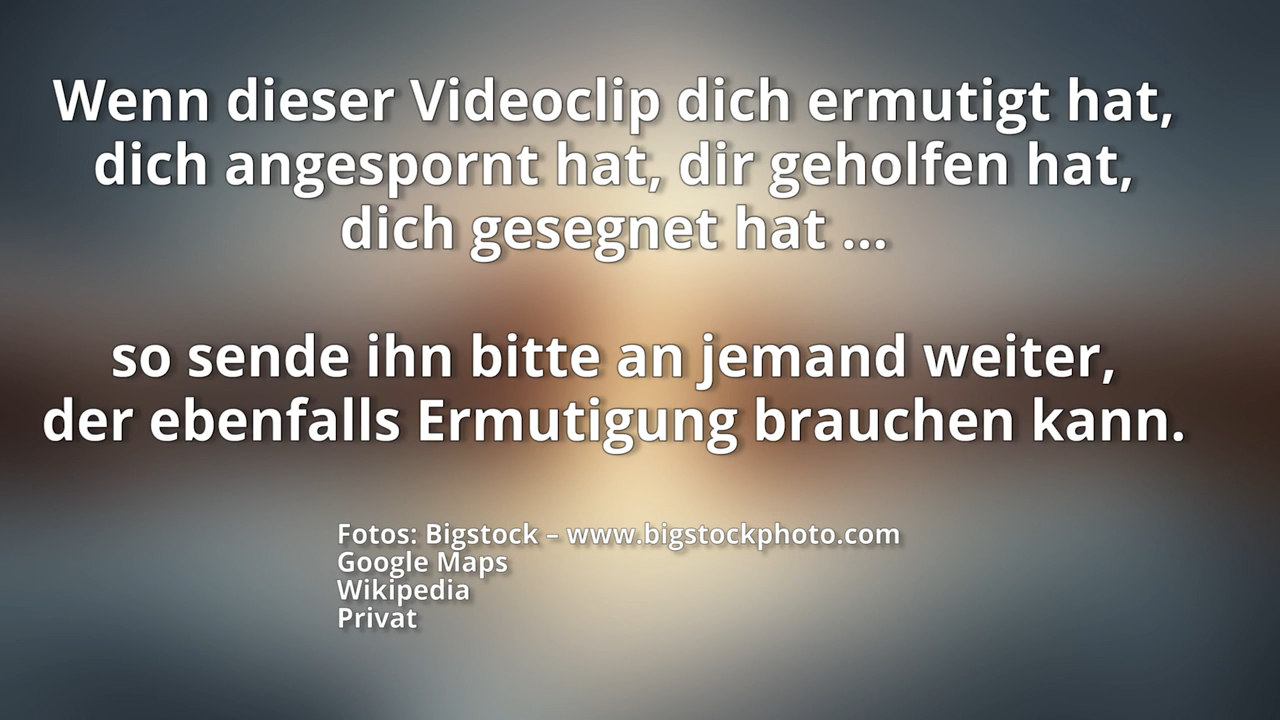 Wenn dieser Videoclip dich ermutigt hat,
dich angespornt hat, dir geholfen hat,
dich gesegnet hat ...
so sende ihn bitte an jemand weiter,
der ebenfalls Ermutigung brauchen kann.
Fotos: Bigstock – www.bigstockphoto.com
Google Maps
Wikipedia
Privat